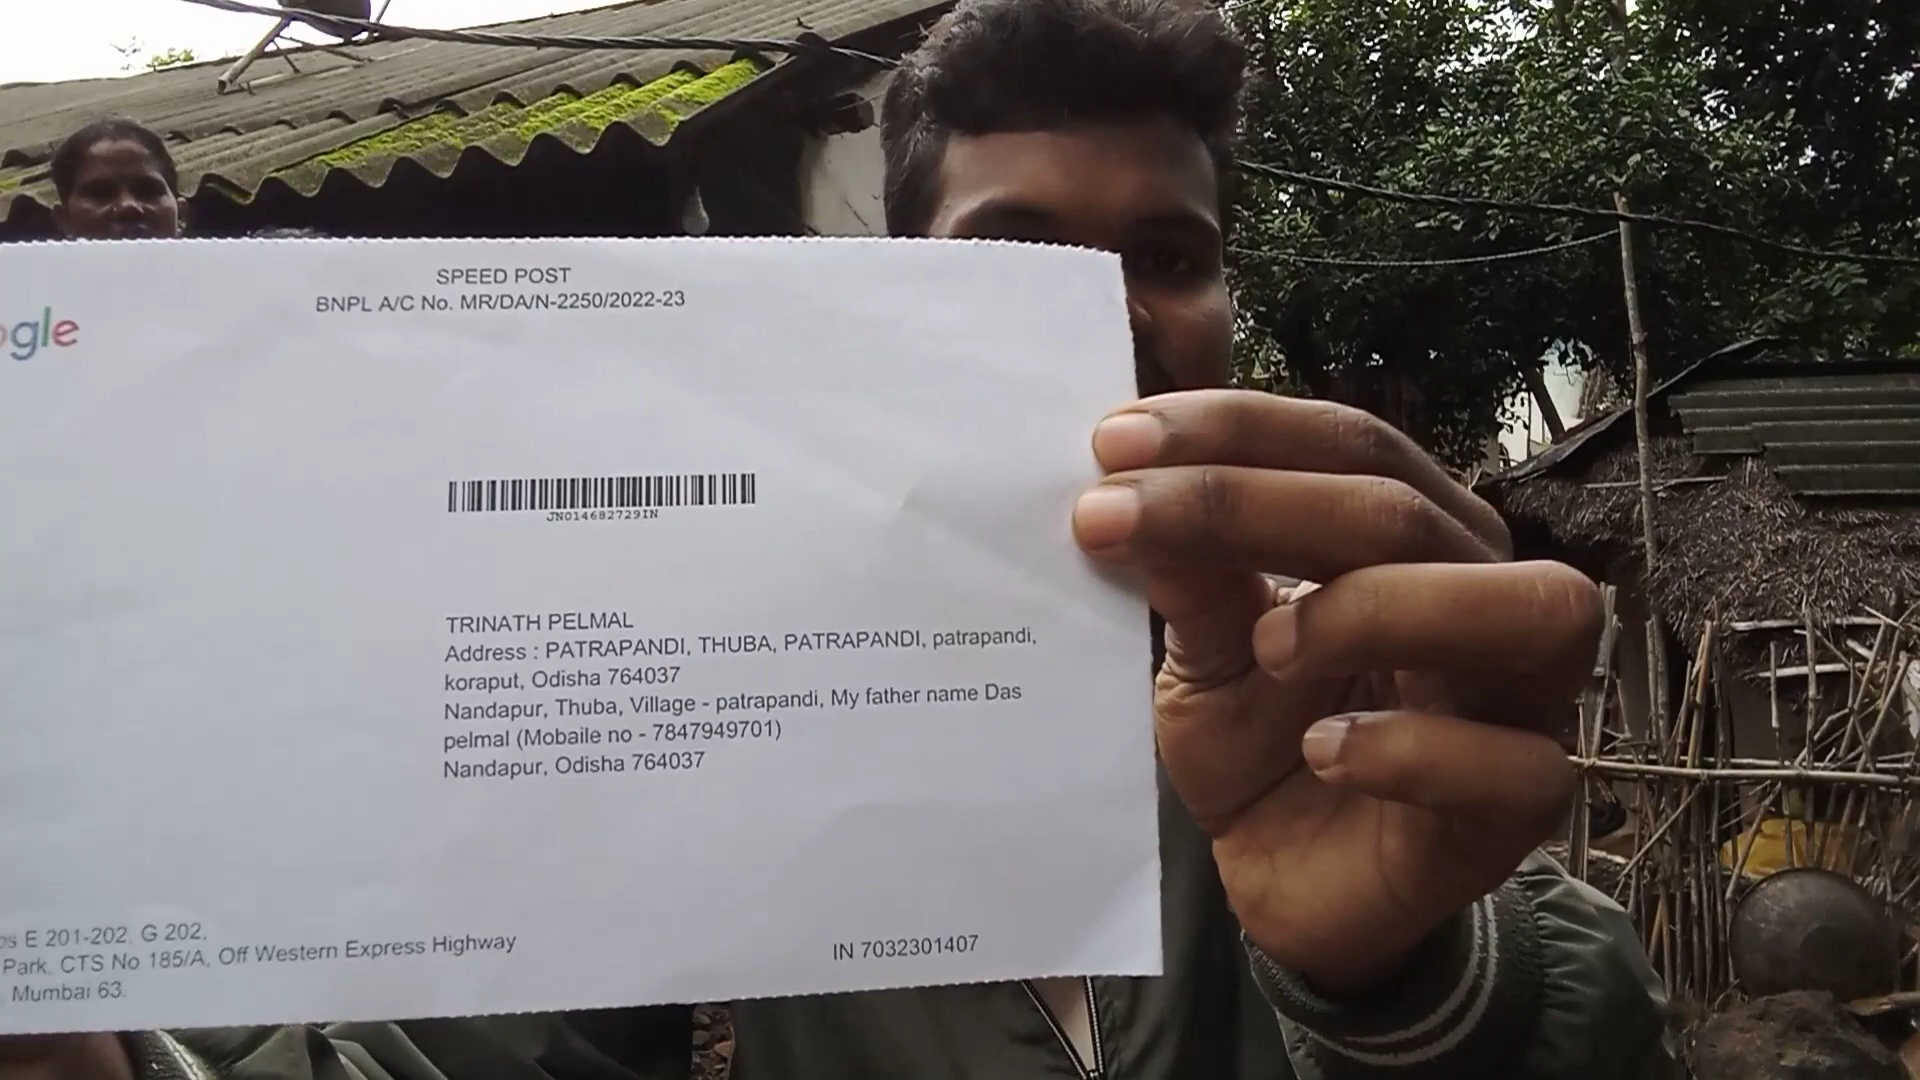 SPEED POST
BNPL A/C No. MR/DA/N-2250/2022-23
ogle
JN014682729IN
TRINATH PELMAL
Address : PATRAPANDI, THUBA, PATRAPANDI, patrapandi,
koraput, Odisha 764037
Nandapur, Thuba, Village - patrapandi, My father name Das
pelmal (Mobaile no - 7847949701)
Nandapur, Odisha 764037
os E 201-202, G 202,
Park, CTS No 185/A, Off Western Express Highway
Mumbai 63.
IN 7032301407